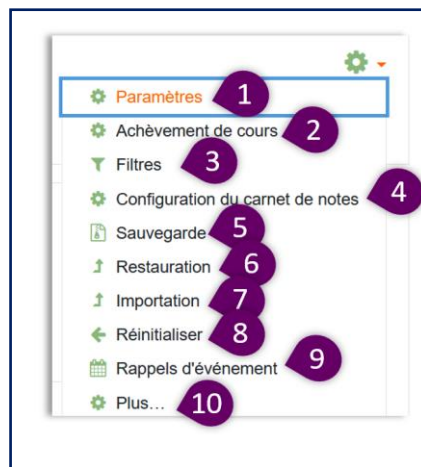 Paramètres 1
Achèvement de cours 2
Filtres 3
Configuration du carnet de notes 4
Sauvegarde 5
Restauration 6
Importation 7
Réinitialiser 8
Rappels d'événement 9
Plus... 10